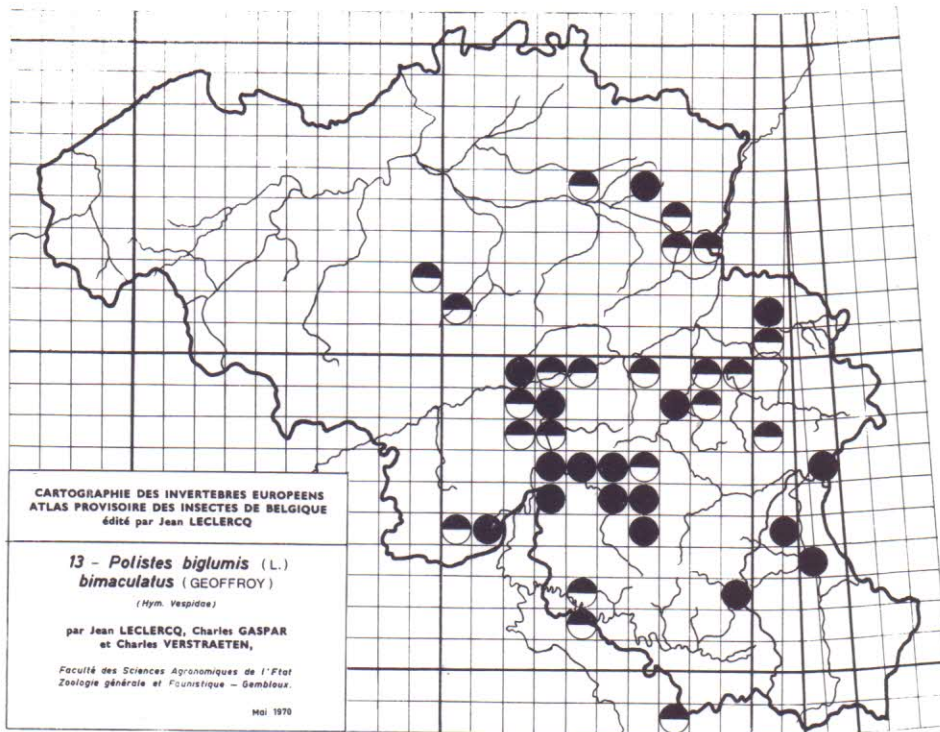 CARTOGRAPHIE DES INVERTEBRES EUROPEENS
ATLAS PROVISOIRE DES INSECTES DE BELGIQUE
édité par Jean LECLERCQ
13 – Polistes biglumis (L.)
bimaculatus (GEOFFROY)
(Hym. Vespidae)
par Jean LECLERCQ, Charles GASPAR
et Charles VERSTRAETEN,
Faculté des Sciences Agronomiques de l'Etat
Zoologie générale et Faunistique – Gembloux.
Mai 1970